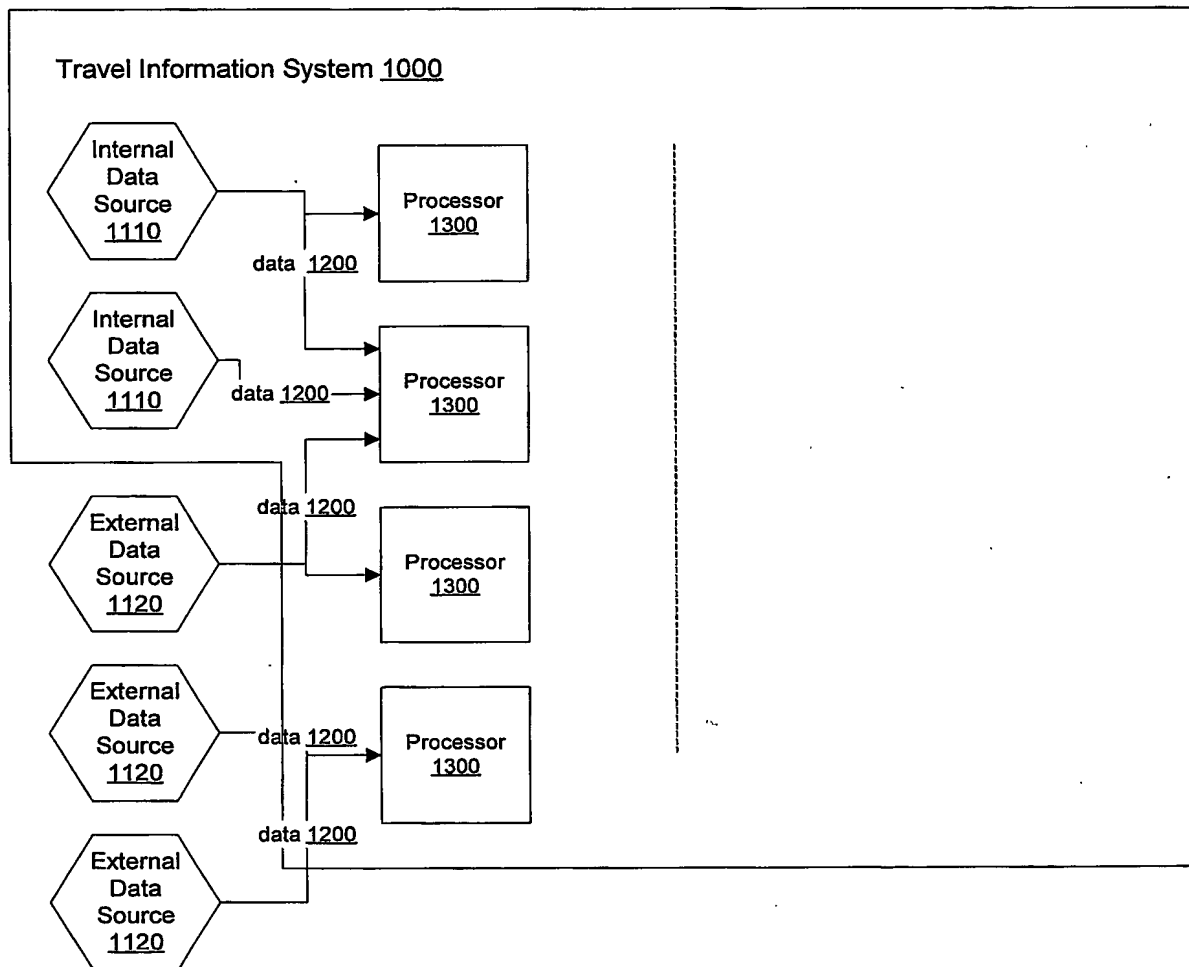 Travel Information System 1000
Internal
Data
Source
1110
Processor
1300
data 1200
Internal
Data
Source
1110
data 1200
Processor
1300
External
Data
Source
1120
data 1200
Processor
1300
External
Data
Source
1120
data 1200
Processor
1300
data 1200
External
Data
Source
1120